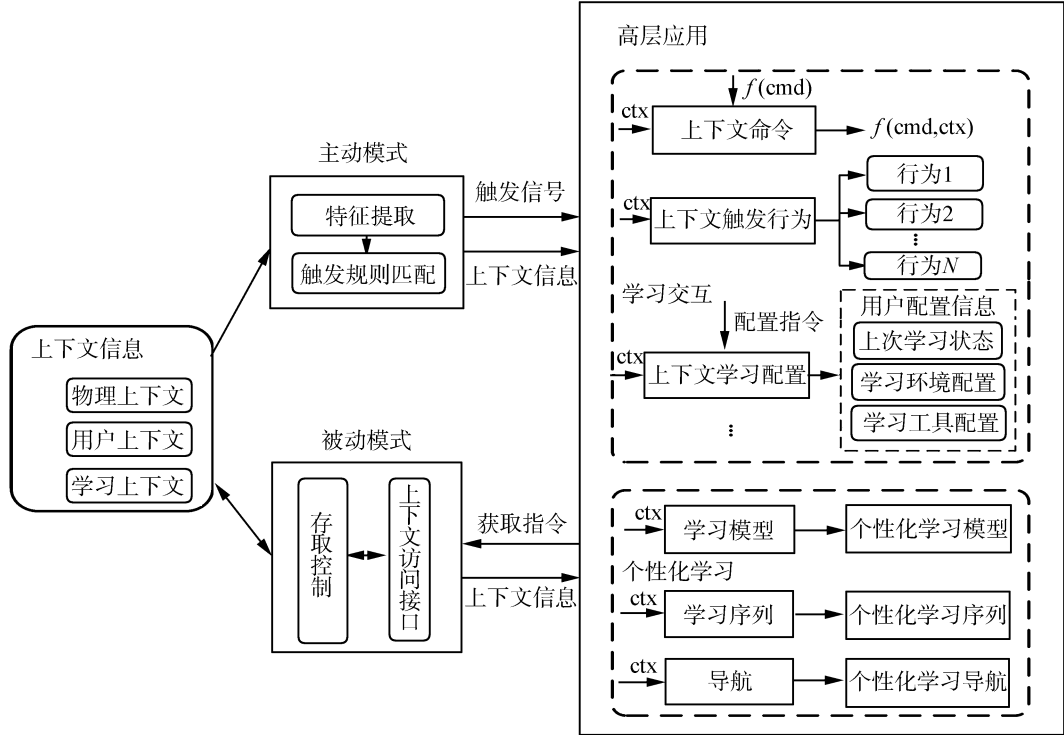 上下文信息
物理上下文
用户上下文
学习上下文
主动模式
特征提取
触发规则匹配
触发信号
上下文信息
被动模式
存取控制
上下文访问接口
获取指令
上下文信息
高层应用
f(cmd)
ctx
上下文命令
f(cmd,ctx)
ctx
上下文触发行为
行为1
行为2
⋮
行为N
学习交互
配置指令
ctx
上下文学习配置
用户配置信息
上次学习状态
学习环境配置
学习工具配置
⋮
ctx
学习模型
个性化学习模型
个性化学习
ctx
学习序列
个性化学习序列
ctx
导航
个性化学习导航